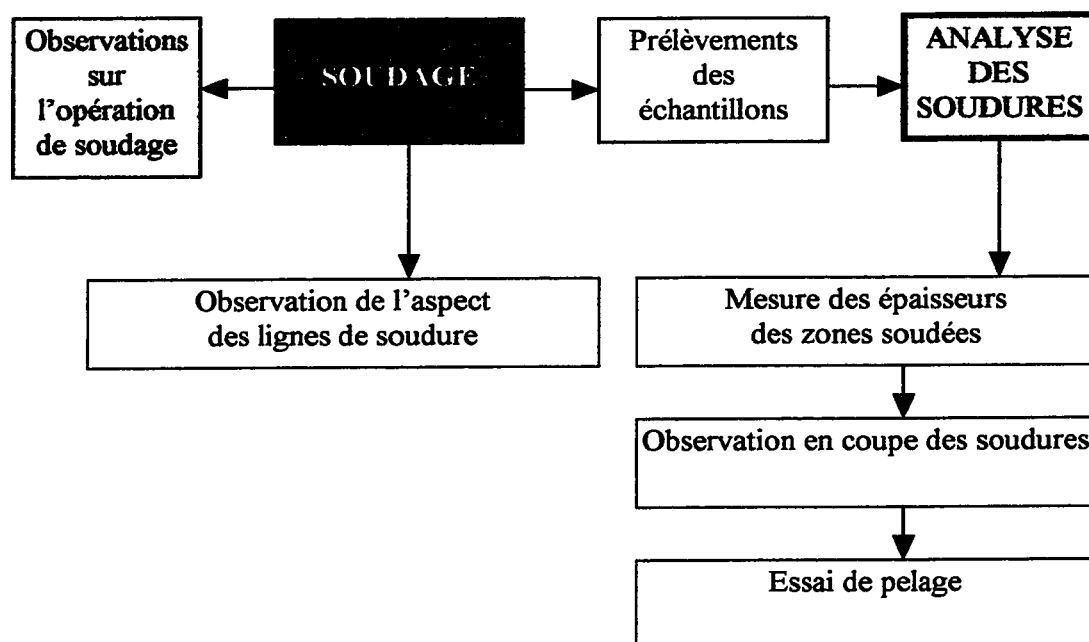 Observations
sur
l'opération
de soudage
SOUDAGE
Prélèvements
des
échantillons
ANALYSE
DES
SOUDURES
Observation de l'aspect
des lignes de soudure
Mesure des épaisseurs
des zones soudées
Observation en coupe des soudures
Essai de pelage